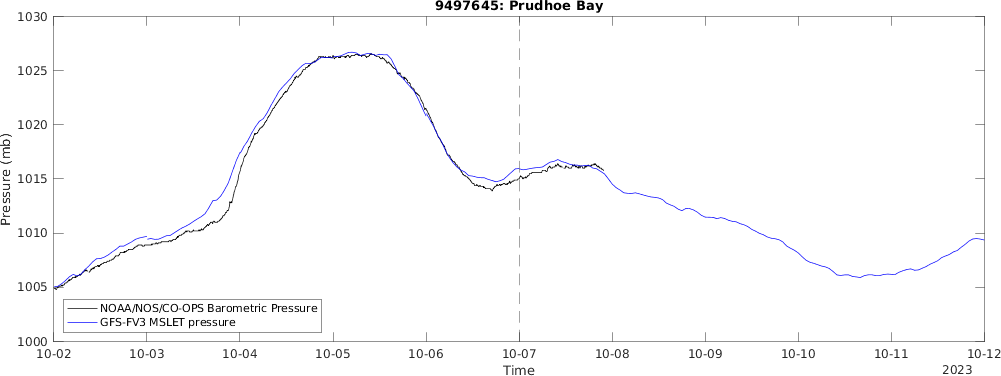 9497645: Prudhoe Bay
1030
1025
1020
1015
1010
1005
1000
Pressure (mb)
NOAA/NOS/CO-OPS Barometric Pressure
GFS-FV3 MSLET pressure
10-02 10-03 10-04 10-05 10-06 10-07 10-08 10-09 10-10 10-11 10-12
Time
2023